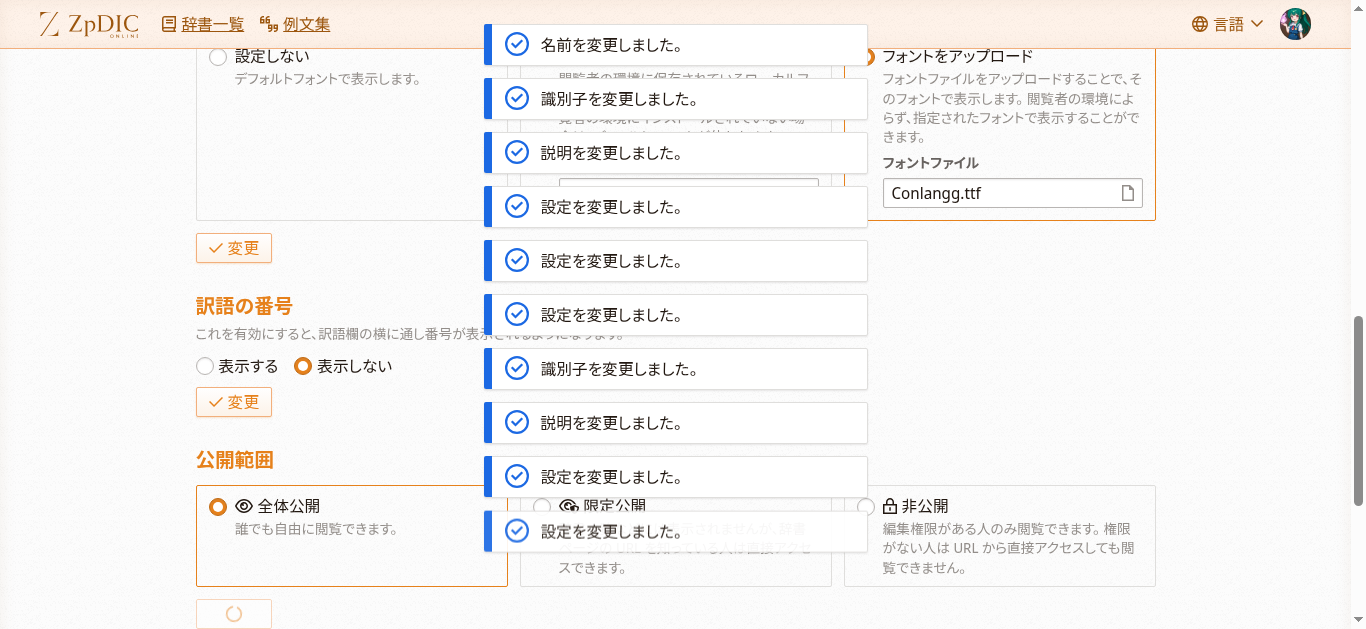 ZpDIC
ONLINE
辞書一覧
例文集
言語
設定しない
デフォルトフォントで表示します。
フォントをアップロード
フォントファイルをアップロードすることで、そ
のフォントで表示します。閲覧者の環境によ
らず、指定されたフォントで表示することがで
きます。
フォントファイル
Conlangg.ttf
名前を変更しました。
識別子を変更しました。
説明を変更しました。
設定を変更しました。
設定を変更しました。
設定を変更しました。
識別子を変更しました。
説明を変更しました。
設定を変更しました。
設定を変更しました。
変更
訳語の番号
これを有効にすると、訳語欄の横に通し番号が表示されるようになります。
表示する
表示しない
変更
公開範囲
全体公開
誰でも自由に閲覧できます。
限定公開
スできます。
非公開
編集権限がある人のみ閲覧できます。権限
がない人は URL から直接アクセスしても閲
覧できません。